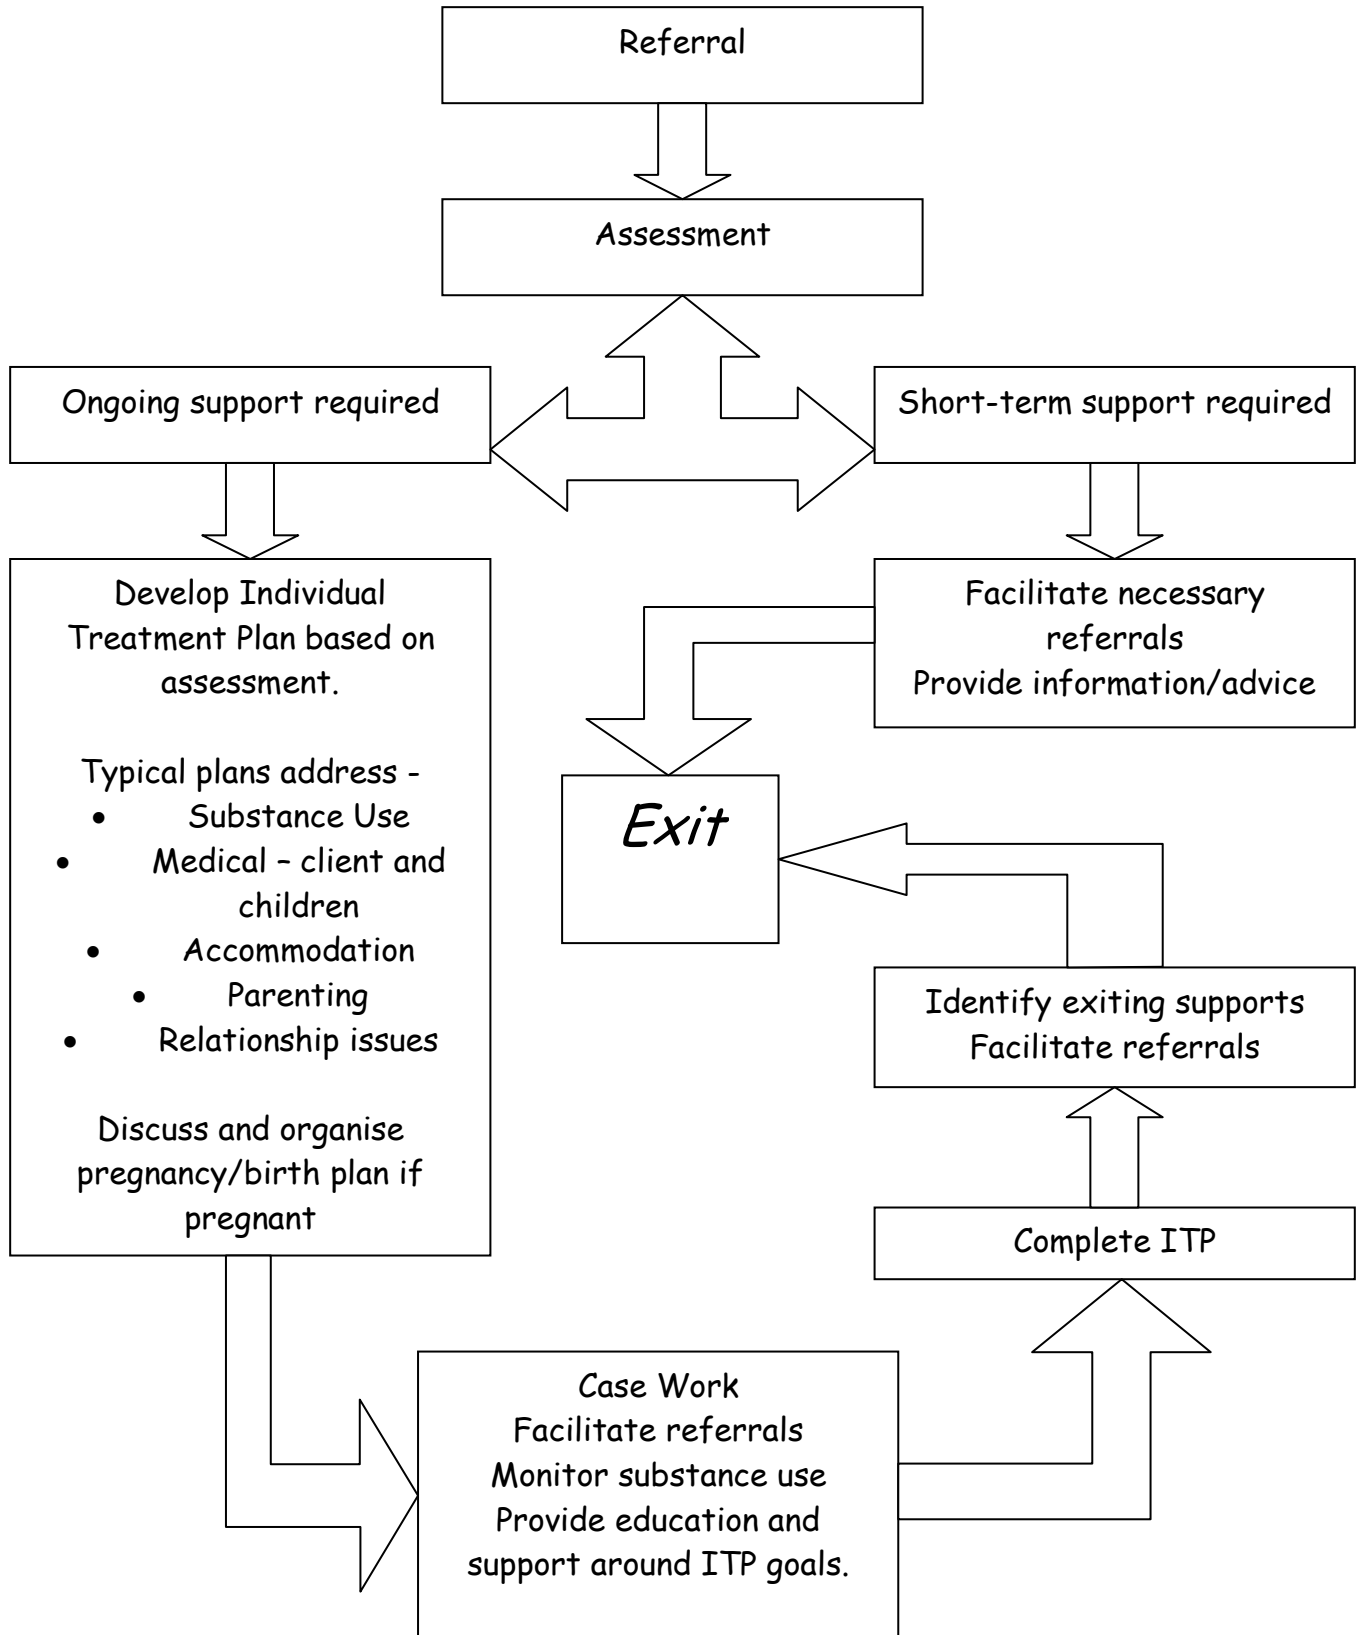 Referral
Assessment
Ongoing support required
Short-term support required
Develop Individual
Treatment Plan based on
assessment.
Typical plans address -
• Substance Use
• Medical – client and
children
• Accommodation
• Parenting
• Relationship issues
Discuss and organise
pregnancy/birth plan if
pregnant
Facilitate necessary
referrals
Provide information/advice
Exit
Identify exiting supports
Facilitate referrals
Complete ITP
Case Work
Facilitate referrals
Monitor substance use
Provide education and
support around ITP goals.